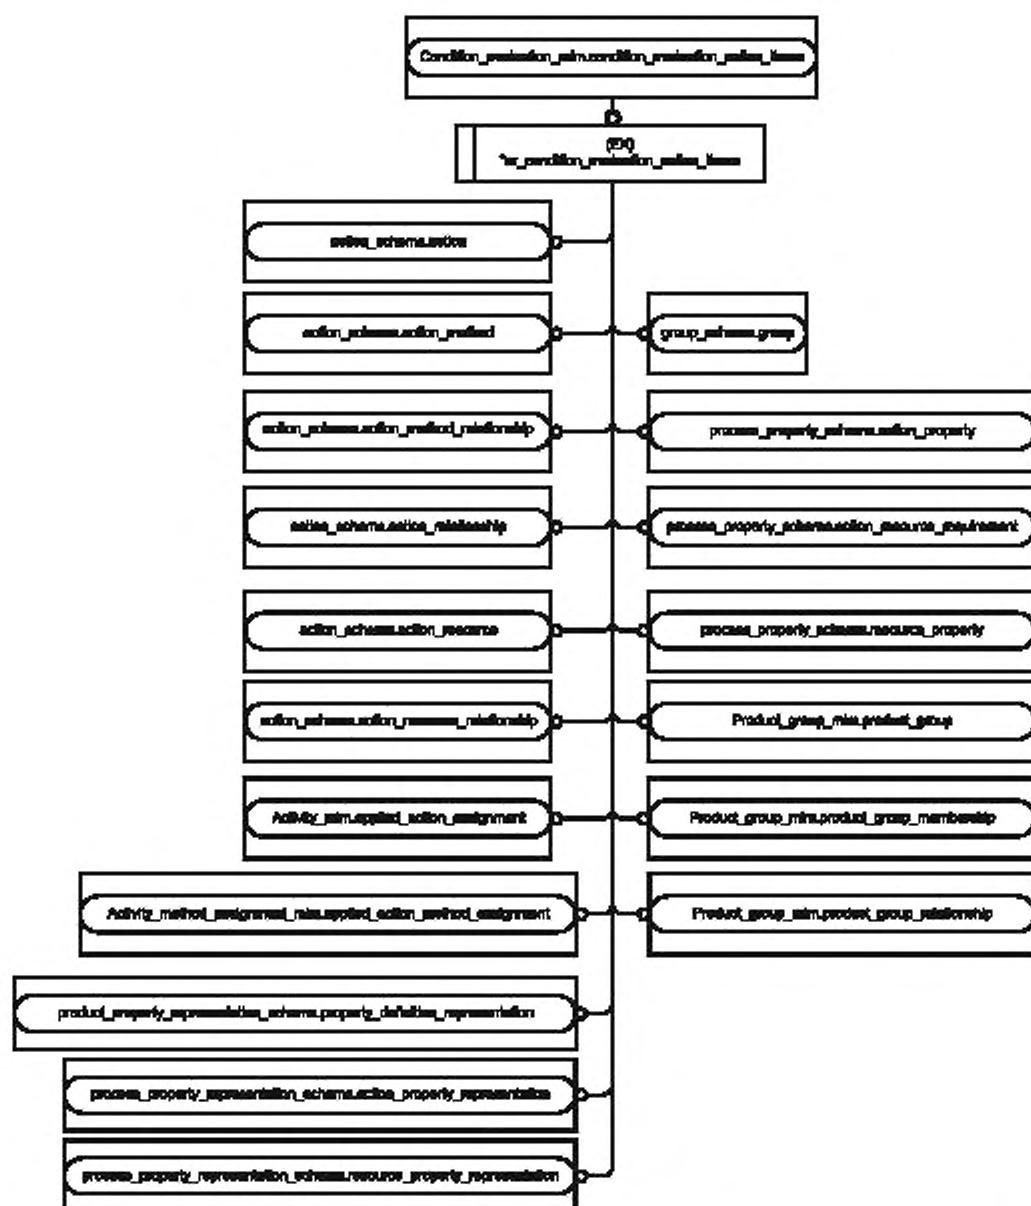 Condition_evaluation_mim.condition_evaluation_action_items
(EX)
*sr_condition_evaluation_action_items
action_schema.action
action_schema.action_method
group_schema.group
action_schema.action_method_relationship
process_property_schema.action_property
action_schema.action_relationship
process_property_schema.action_resource_requirement
action_schema.action_resource
process_property_schema.resource_property
action_schema.action_resource_relationship
Product_group_mim.product_group
Activity_mim.applied_action_assignment
Product_group_mim.product_group_membership
Activity_method_assignment_mim.applied_action_method_assignment
Product_group_mim.product_group_relationship
product_property_representation_schema.property_definition_representation
process_property_representation_schema.action_property_representation
process_property_representation_schema.resource_property_representation